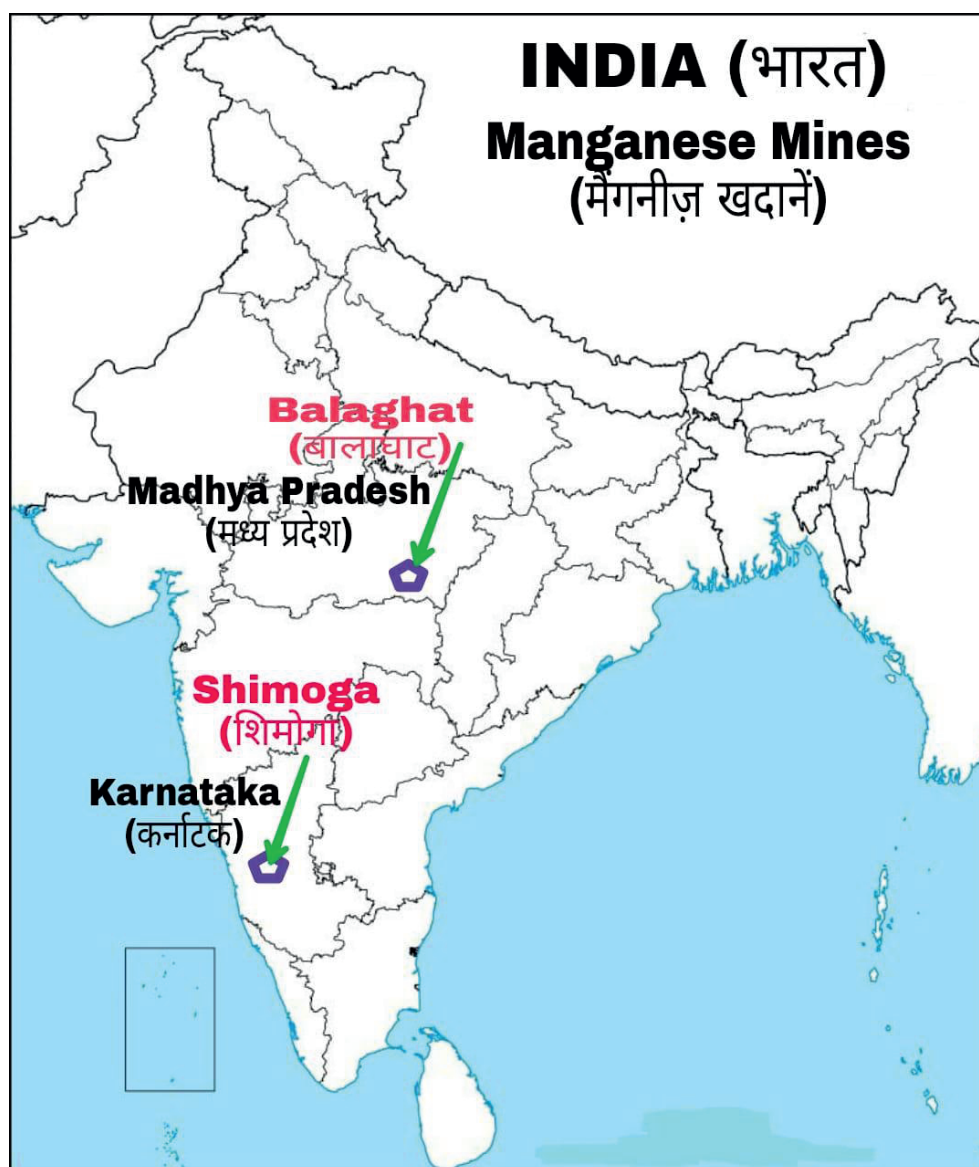 INDIA (भारत)
Manganese Mines
(मैंगनीज़ खदानें)
Balaghat
(बालाघाट)
Madhya Pradesh
(मध्य प्रदेश)
Shimoga
(शिमोगा)
Karnataka
(कर्नाटक)